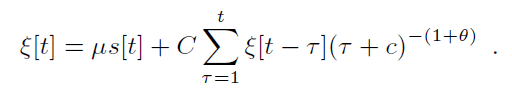 ξ[t] = μs[t] + C ∑_{τ=1}^{t} ξ[t − τ](τ + c)^{−(1+θ)} .